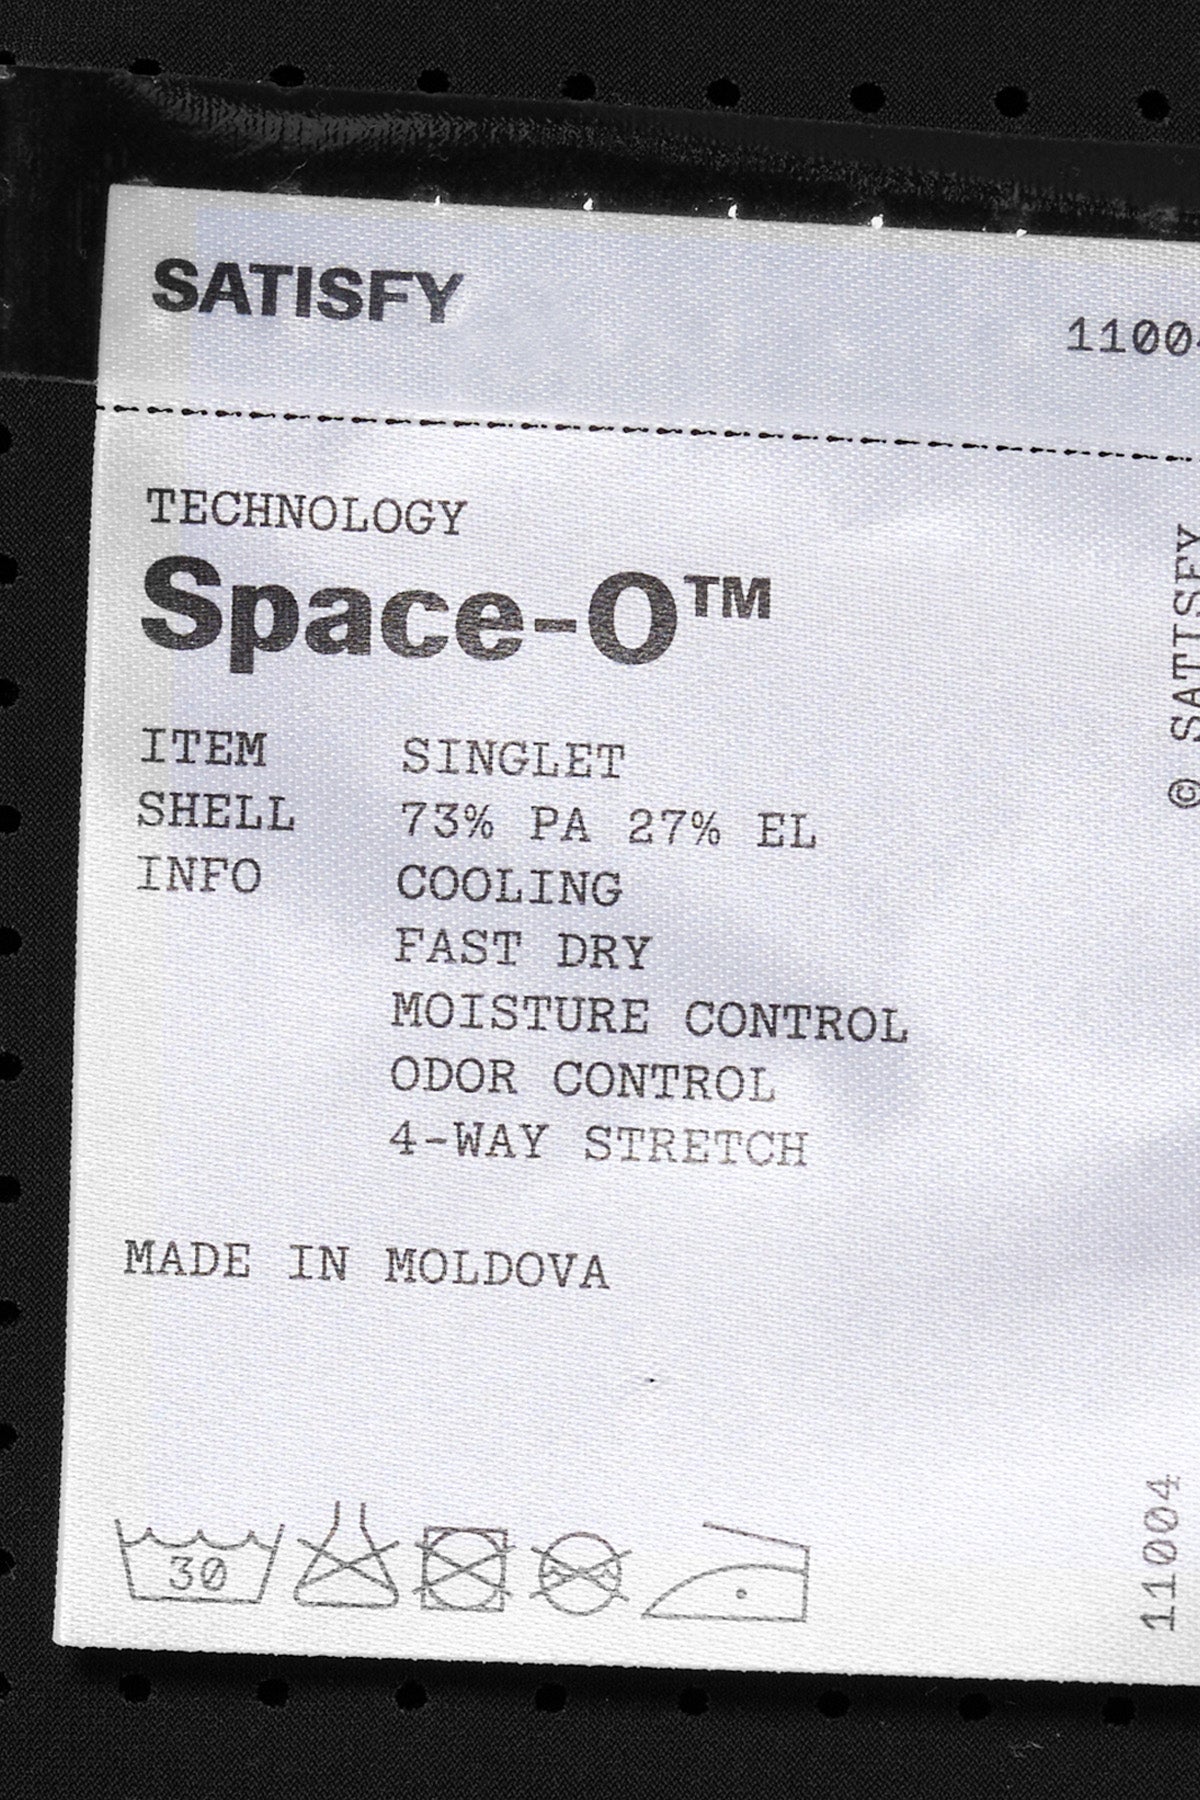 SATISFY
11004
TECHNOLOGY
Space-O™
ITEM SINGLET
SHELL 73% PA 27% EL
INFO COOLING
FAST DRY
MOISTURE CONTROL
ODOR CONTROL
4-WAY STRETCH
MADE IN MOLDOVA
30
© SATISFY
11004